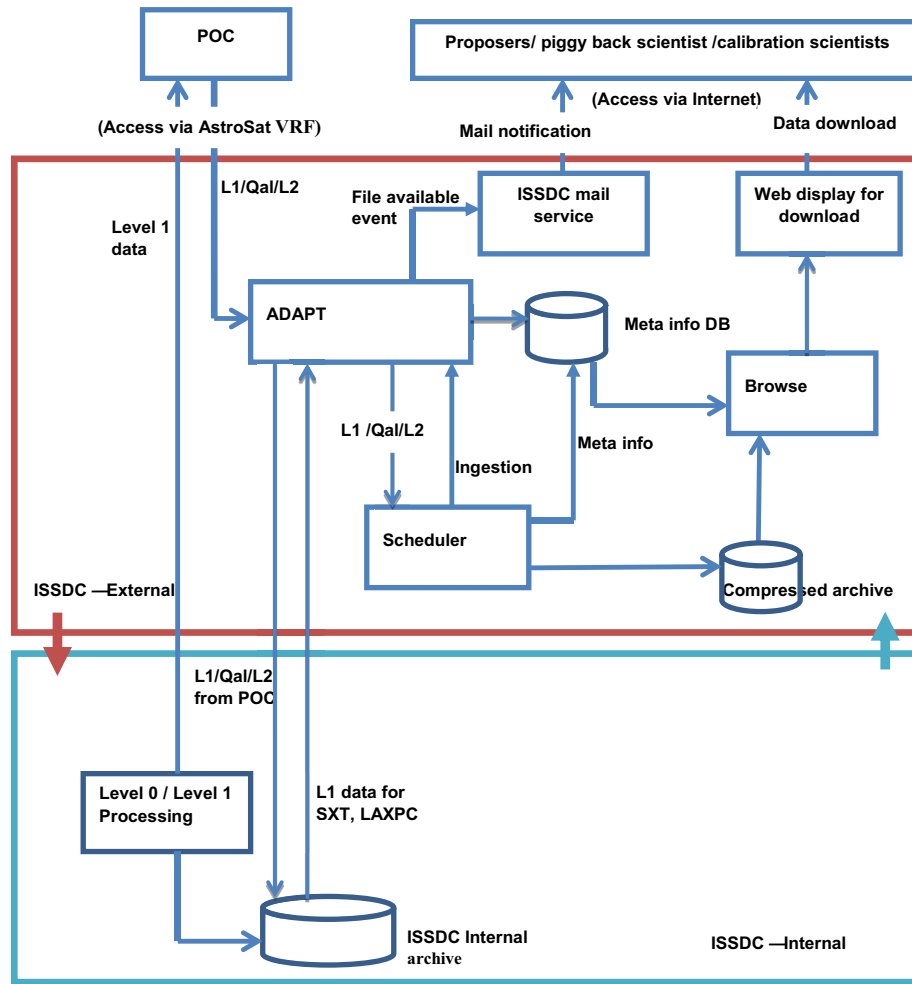 POC
Proposers/ piggy back scientist /calibration scientists
(Access via Internet)
(Access via AstroSat VRF)
Mail notification
Data download
L1/Qal/L2
File available
event
ISSDC mail
service
Web display for
download
Level 1
data
ADAPT
Meta info DB
Browse
L1 /Qal/L2
Ingestion
Meta info
Scheduler
ISSDC —External
Compressed archive
L1/Qal/L2
from POC
Level 0 / Level 1
Processing
L1 data for
SXT, LAXPC
ISSDC Internal
archive
ISSDC —Internal